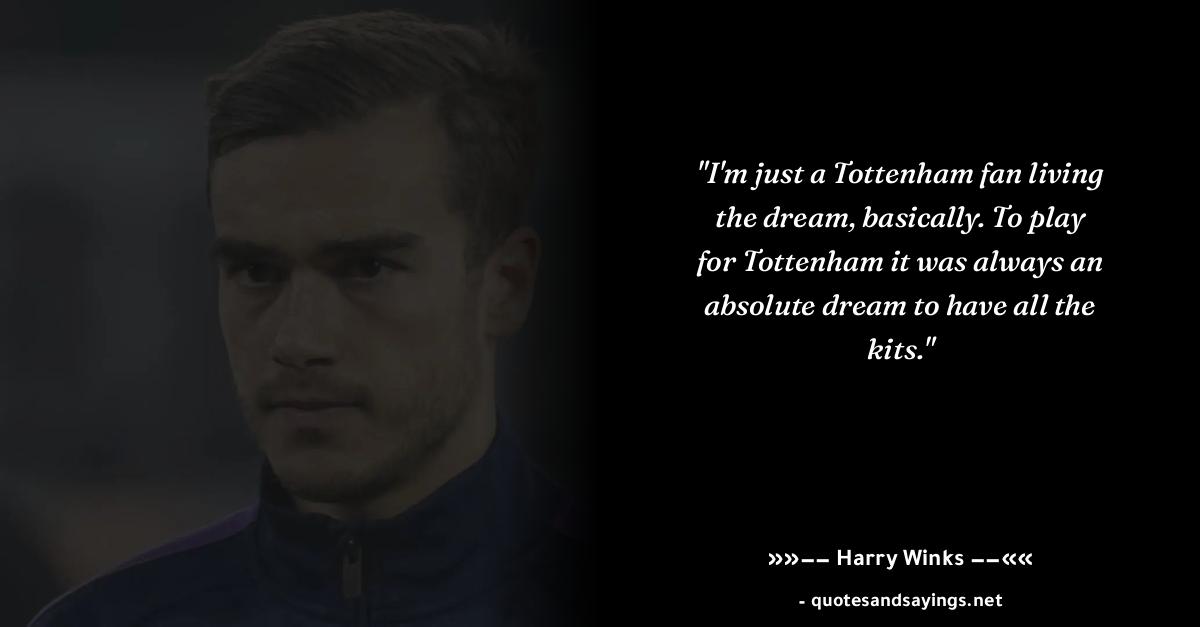 "I'm just a Tottenham fan living
the dream, basically. To play
for Tottenham it was always an
absolute dream to have all the
kits."
»»–– Harry Winks ––««
- quotesandsayings.net